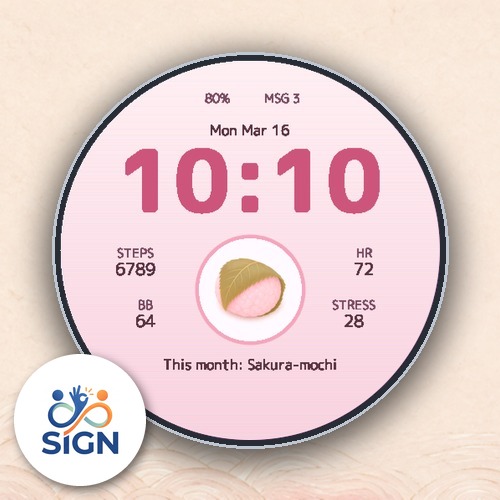 80% MSG 3
Mon Mar 16
10:10
STEPS
6789
HR
72
BB
64
STRESS
28
This month: Sakura-mochi
SIGN